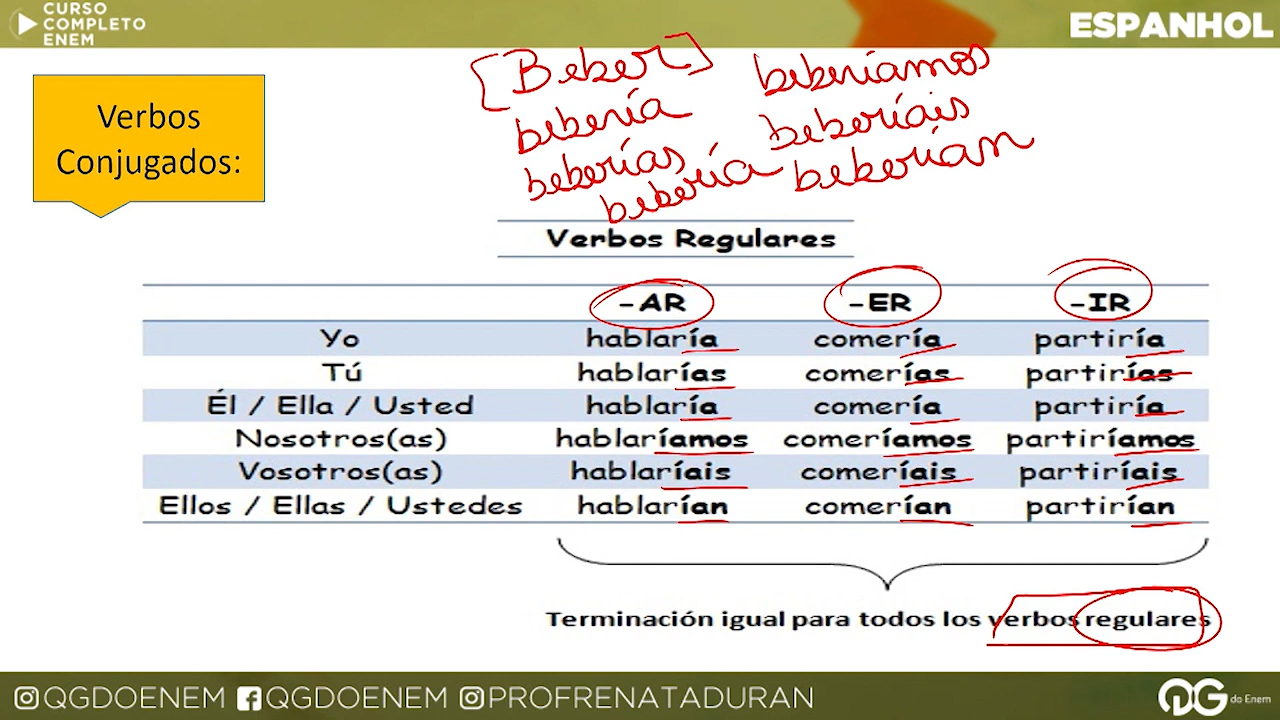 CURSO
COMPLETO
ENEM
ESPANHOL
[Beber]
bebería
beberías
bebería
beberíamos
beberíais
beberían
Verbos
Conjugados:
Verbos Regulares
-AR -ER -IR
Yo hablaría comería partiría
Tú hablarías comerías partirías
Él / Ella / Usted hablaría comería partiría
Nosotros(as) hablaríamos comeríamos partiríamos
Vosotros(as) hablaríais comeríais partiríais
Ellos / Ellas / Ustedes hablarían comerían partirían
Terminación igual para todos los verbos regulares
@QGDOENEM QGDOENEM @PROFRENATADURAN
QG do Enem